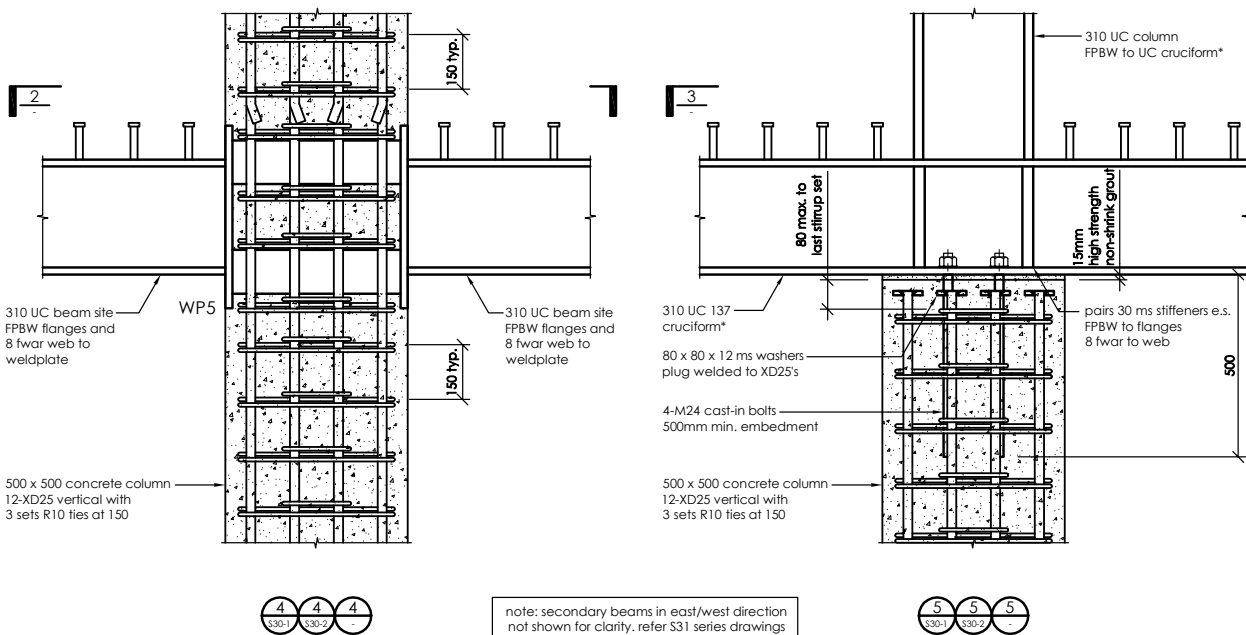 150 typ.
310 UC column
FPBW to UC cruciform*
2
-
3
-
80 max. to
last stirrup set
15mm
high strength
non-shrink grout
310 UC beam site
FPBW flanges and
8 fwar web to
weldplate
WP5
310 UC beam site
FPBW flanges and
8 fwar web to
weldplate
310 UC 137
cruciform*
pairs 30 ms stiffeners e.s.
FPBW to flanges
8 fwar to web
150 typ.
80 x 80 x 12 ms washers
plug welded to XD25's
500
4-M24 cast-in bolts
500mm min. embedment
500 x 500 concrete column
12-XD25 vertical with
3 sets R10 ties at 150
500 x 500 concrete column
12-XD25 vertical with
3 sets R10 ties at 150
4 4 4
S30-1 S30-2 -
note: secondary beams in east/west direction
not shown for clarity. refer S31 series drawings
5 5 5
S30-1 S30-2 -